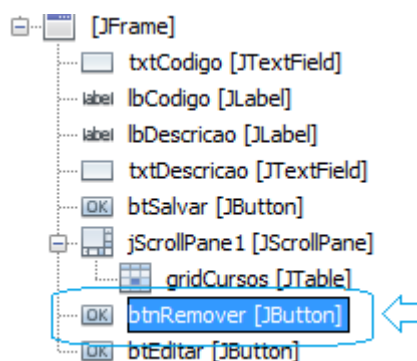 [JFrame]
txtCodigo [JTextField]
label lbCodigo [JLabel]
label lbDescricao [JLabel]
txtDescricao [JTextField]
OK btSalvar [JButton]
jScrollPane1 [JScrollPane]
gridCursos [JTable]
OK btnRemover [JButton]
OK btEditar [JButton]